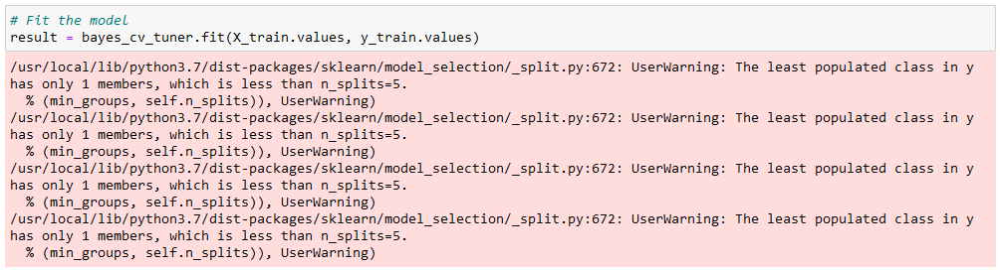 # Fit the model
result = bayes_cv_tuner.fit(X_train.values, y_train.values)
/usr/local/lib/python3.7/dist-packages/sklearn/model_selection/_split.py:672: UserWarning: The least populated class in y
has only 1 members, which is less than n_splits=5.
  % (min_groups, self.n_splits)), UserWarning)
/usr/local/lib/python3.7/dist-packages/sklearn/model_selection/_split.py:672: UserWarning: The least populated class in y
has only 1 members, which is less than n_splits=5.
  % (min_groups, self.n_splits)), UserWarning)
/usr/local/lib/python3.7/dist-packages/sklearn/model_selection/_split.py:672: UserWarning: The least populated class in y
has only 1 members, which is less than n_splits=5.
  % (min_groups, self.n_splits)), UserWarning)
/usr/local/lib/python3.7/dist-packages/sklearn/model_selection/_split.py:672: UserWarning: The least populated class in y
has only 1 members, which is less than n_splits=5.
  % (min_groups, self.n_splits)), UserWarning)